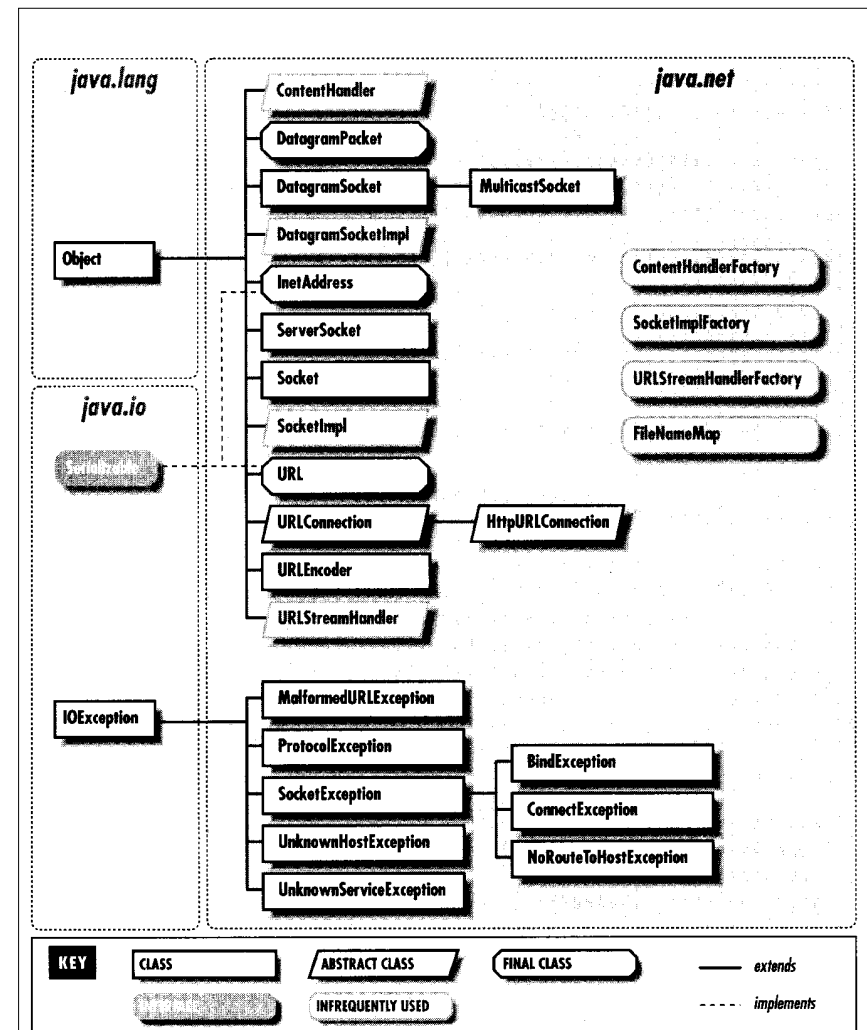 java.lang
java.net
ContentHandler
DatagramPacket
DatagramSocket
MulticastSocket
DatagramSocketImpl
Object
InetAddress
ContentHandlerFactory
ServerSocket
SocketImplFactory
Socket
URLStreamHandlerFactory
java.io
SocketImpl
FileNameMap
Serializable
URL
URLConnection
HttpURLConnection
URLEncoder
URLStreamHandler
MalformedURLException
IOException
ProtocolException
BindException
SocketException
ConnectException
UnknownHostException
NoRouteToHostException
UnknownServiceException
KEY
CLASS
ABSTRACT CLASS
FINAL CLASS
extends
INFREQUENTLY USED
implements